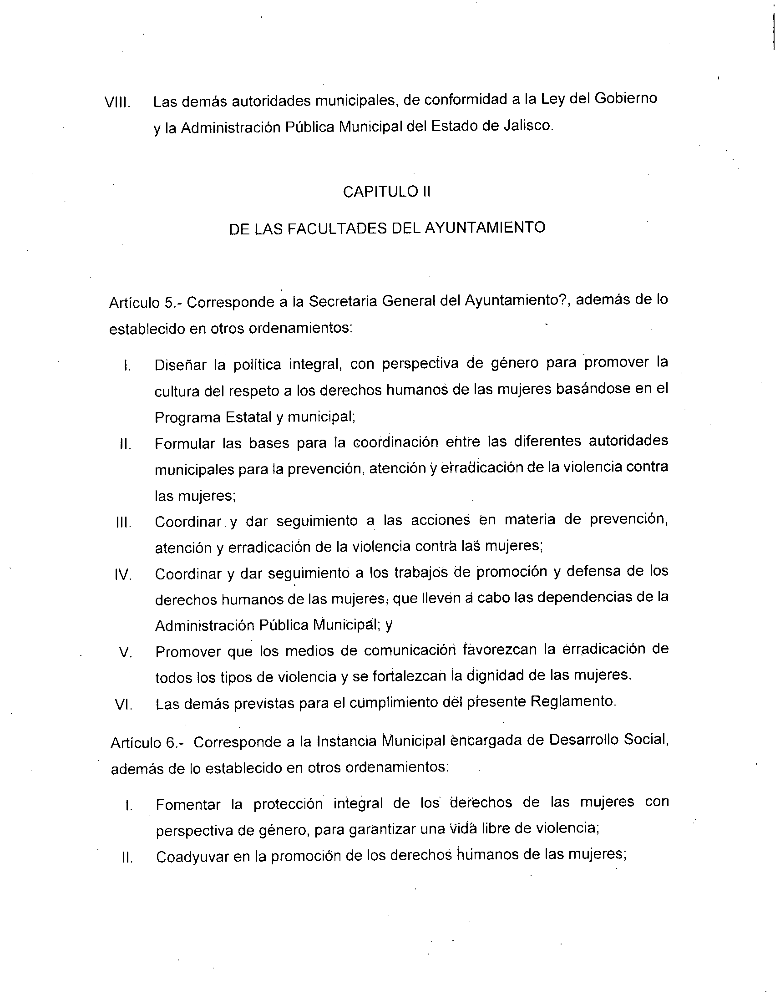 VIII. Las demás autoridades municipales, de conformidad a la Ley del Gobierno
y la Administración Pública Municipal del Estado de Jalisco.
CAPITULO II
DE LAS FACULTADES DEL AYUNTAMIENTO
Artículo 5.- Corresponde a la Secretaria General del Ayuntamiento?, además de lo
establecido en otros ordenamientos:
I. Diseñar la política integral, con perspectiva de género para promover la
cultura del respeto a los derechos humanos de las mujeres basándose en el
Programa Estatal y municipal;
II. Formular las bases para la coordinación entre las diferentes autoridades
municipales para la prevención, atención y erradicación de la violencia contra
las mujeres;
III. Coordinar y dar seguimiento a las acciones en materia de prevención,
atención y erradicación de la violencia contra las mujeres;
IV. Coordinar y dar seguimiento a los trabajos de promoción y defensa de los
derechos humanos de las mujeres, que lleven a cabo las dependencias de la
Administración Pública Municipal; y
V. Promover que los medios de comunicación favorezcan la erradicación de
todos los tipos de violencia y se fortalezcan la dignidad de las mujeres.
VI. Las demás previstas para el cumplimiento del presente Reglamento.
Artículo 6.- Corresponde a la Instancia Municipal encargada de Desarrollo Social,
además de lo establecido en otros ordenamientos:
I. Fomentar la protección integral de los derechos de las mujeres con
perspectiva de género, para garantizar una vida libre de violencia;
II. Coadyuvar en la promoción de los derechos humanos de las mujeres;